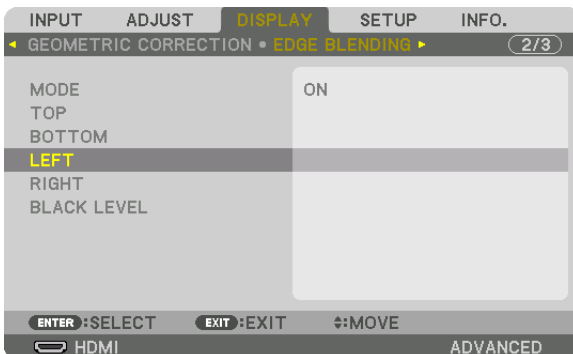 INPUT ADJUST DISPLAY SETUP INFO.
GEOMETRIC CORRECTION • EDGE BLENDING 2/3
MODE ON
TOP
BOTTOM
LEFT
RIGHT
BLACK LEVEL
ENTER :SELECT EXIT :EXIT :MOVE
HDMI ADVANCED